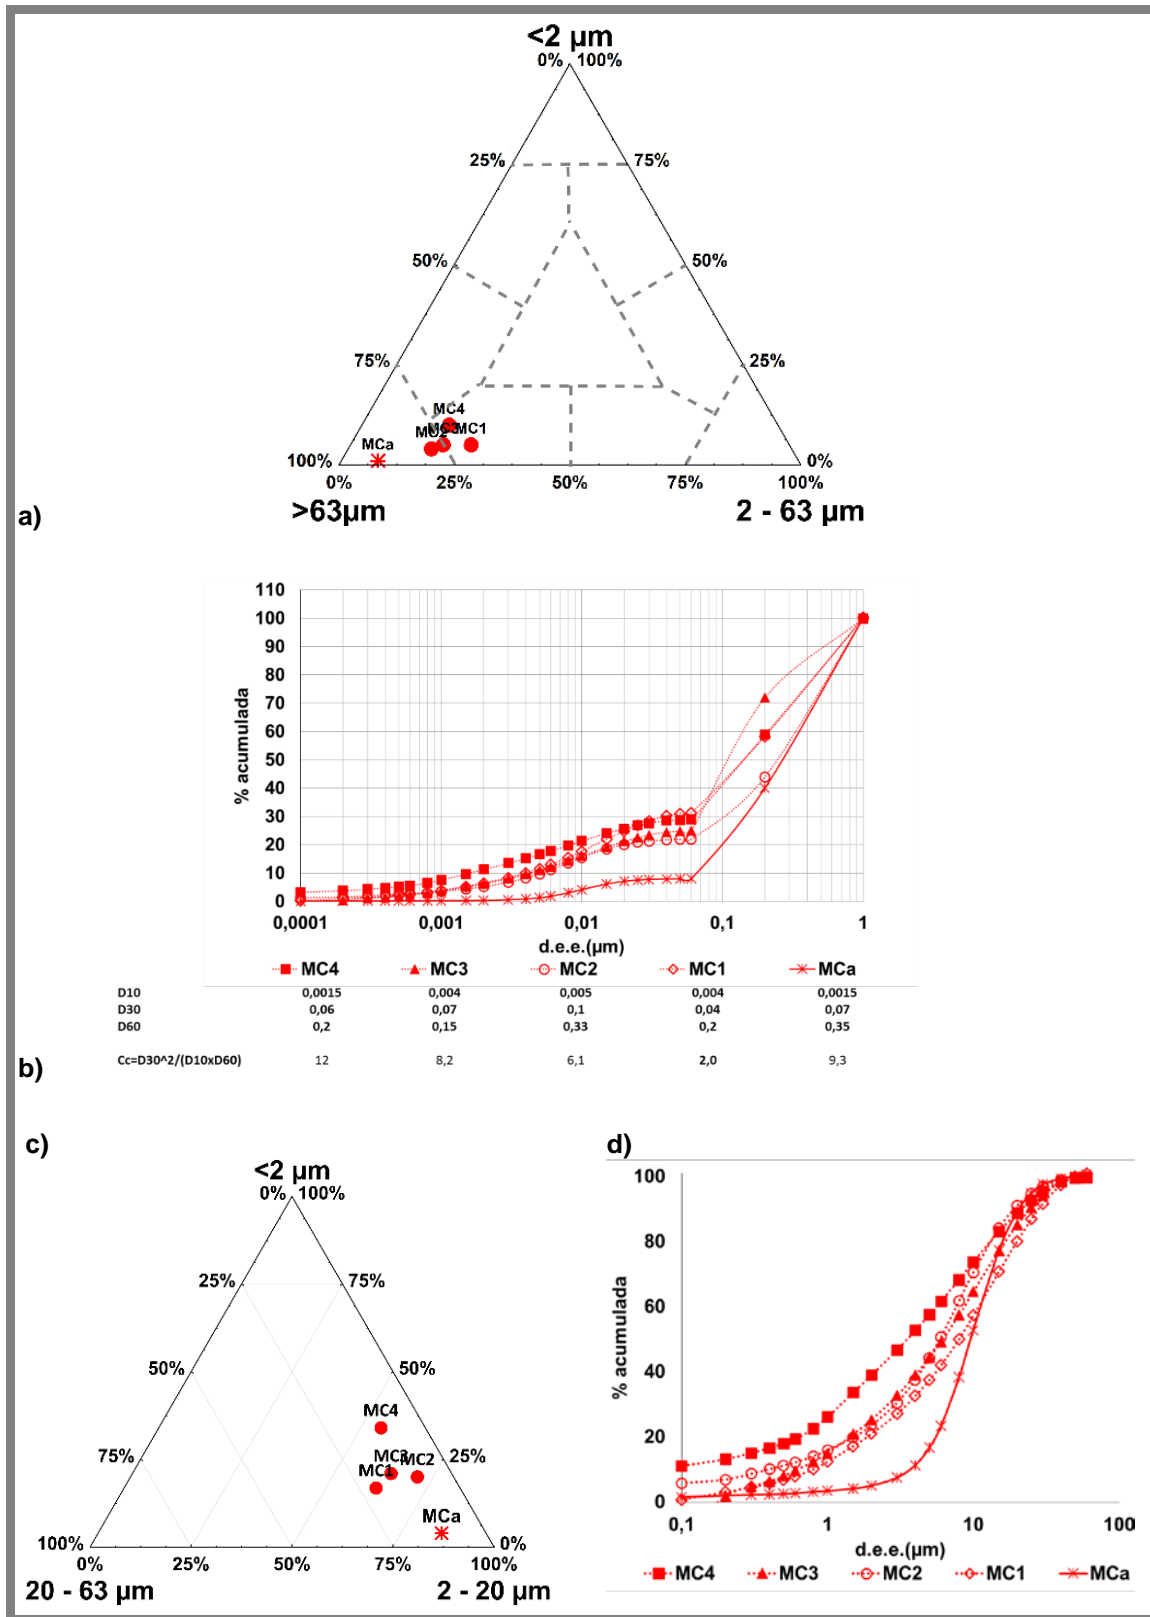 <2 µm
0% 100%
25% 75%
50% 50%
75% 25%
MC4
MC2 MC3 MC1
MCa
100% 0%
0% 25% 50% 75% 100%
>63µm 2 - 63 µm
a)
110
100
90
80
70
60
50
40
30
20
10
0
% acumulada
0,0001 0,001 0,01 0,1 1
d.e.e.(µm)
MC4 MC3 MC2 MC1 MCa
D10 0,0015 0,004 0,005 0,004 0,0015
D30 0,06 0,07 0,1 0,04 0,07
D60 0,2 0,15 0,33 0,2 0,35
Cc=D30^2/(D10xD60) 12 8,2 6,1 2,0 9,3
b)
c)
<2 µm
0% 100%
25% 75%
50% 50%
MC4
75% 25%
MC3 MC2
MC1
MCa
100% 0%
0% 25% 50% 75% 100%
20 - 63 µm 2 - 20 µm
d)
100
80
60
40
20
0
% acumulada
0,1 1 10 100
d.e.e.(µm)
MC4 MC3 MC2 MC1 MCa